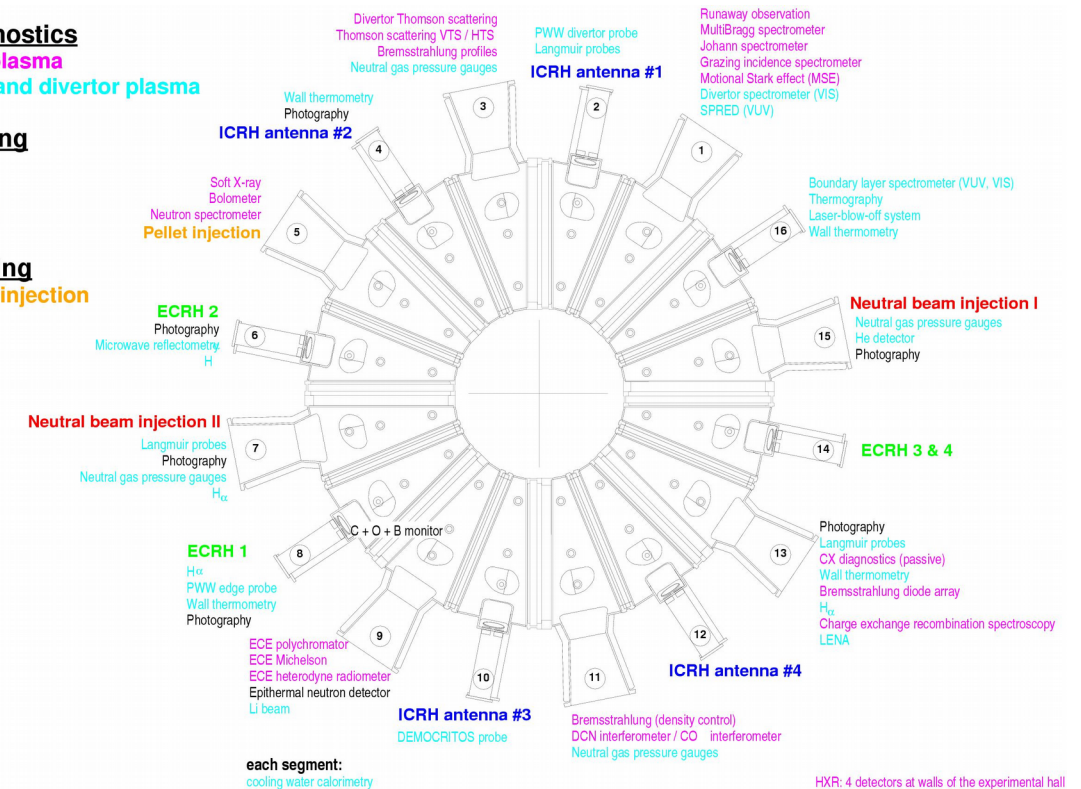 nostics
plasma
and divertor plasma
ng
ng
injection
Divertor Thomson scattering
Thomson scattering VTS / HTS
Bremsstrahlung profiles
Neutral gas pressure gauges
3
PWW divertor probe
Langmuir probes
ICRH antenna #1
2
Runaway observation
MultiBragg spectrometer
Johann spectrometer
Grazing incidence spectrometer
Motional Stark effect (MSE)
Divertor spectrometer (VIS)
SPRED (VUV)
1
Wall thermometry
Photography
ICRH antenna #2
4
Boundary layer spectrometer (VUV, VIS)
Thermography
Laser-blow-off system
Wall thermometry
16
Soft X-ray
Bolometer
Neutron spectrometer
Pellet injection
5
Neutral beam injection I
Neutral gas pressure gauges
He detector
Photography
15
ECRH 2
Photography
Microwave reflectometry
H
6
Neutral beam injection II
Langmuir probes
Photography
Neutral gas pressure gauges
Hα
7
14
ECRH 3 & 4
C + O + B monitor
ECRH 1
Hα
PWW edge probe
Wall thermometry
Photography
8
13
Photography
Langmuir probes
CX diagnostics (passive)
Wall thermometry
Bremsstrahlung diode array
Hα
Charge exchange recombination spectroscopy
LENA
9
ECE polychromator
ECE Michelson
ECE heterodyne radiometer
Epithermal neutron detector
Li beam
10
ICRH antenna #3
DEMOCRITOS probe
11
Bremsstrahlung (density control)
DCN interferometer / CO interferometer
Neutral gas pressure gauges
12
ICRH antenna #4
each segment:
cooling water calorimetry
HXR: 4 detectors at walls of the experimental hall